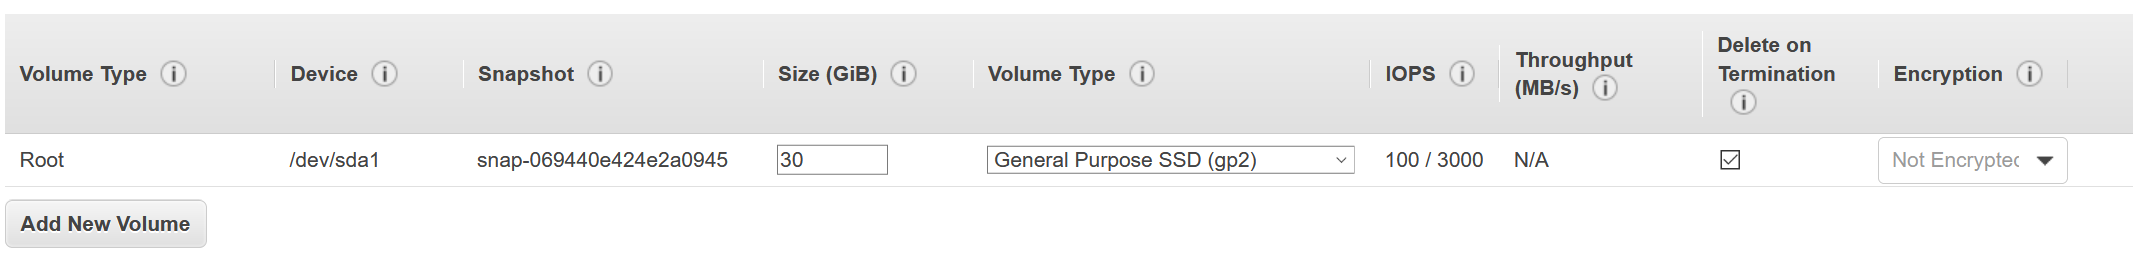 Volume Type Device Snapshot Size (GiB) Volume Type IOPS Throughput (MB/s) Delete on Termination Encryption
Root /dev/sda1 snap-069440e424e2a0945 30 General Purpose SSD (gp2) 100 / 3000 N/A Not Encrypted
Add New Volume